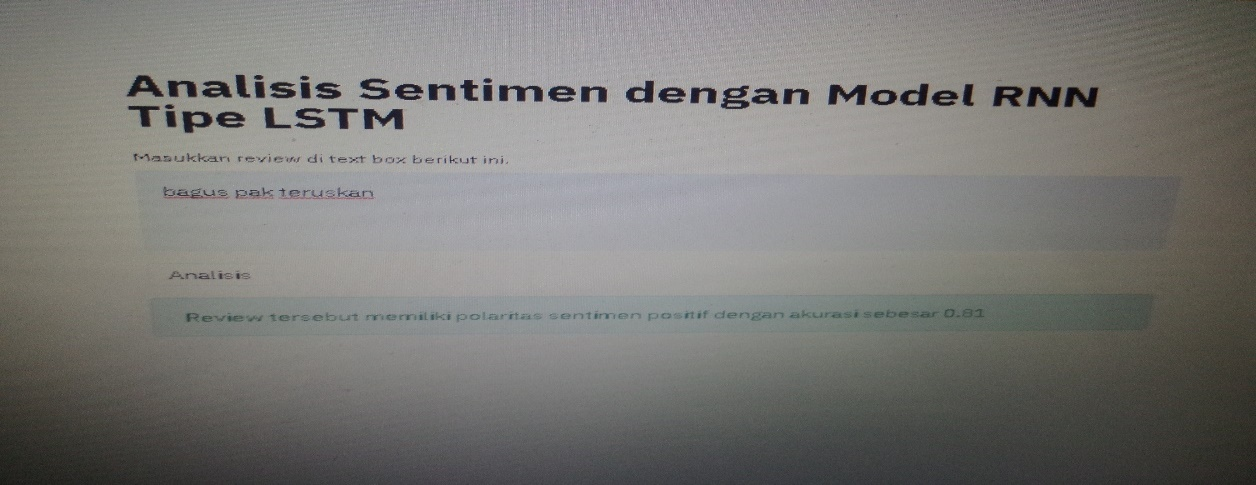 Analisis Sentimen dengan Model RNN
Tipe LSTM
Masukkan review di text box berikut ini.
bagus pak teruskan
Analisis
Review tersebut memiliki polaritas sentimen positif dengan akurasi sebesar 0.81